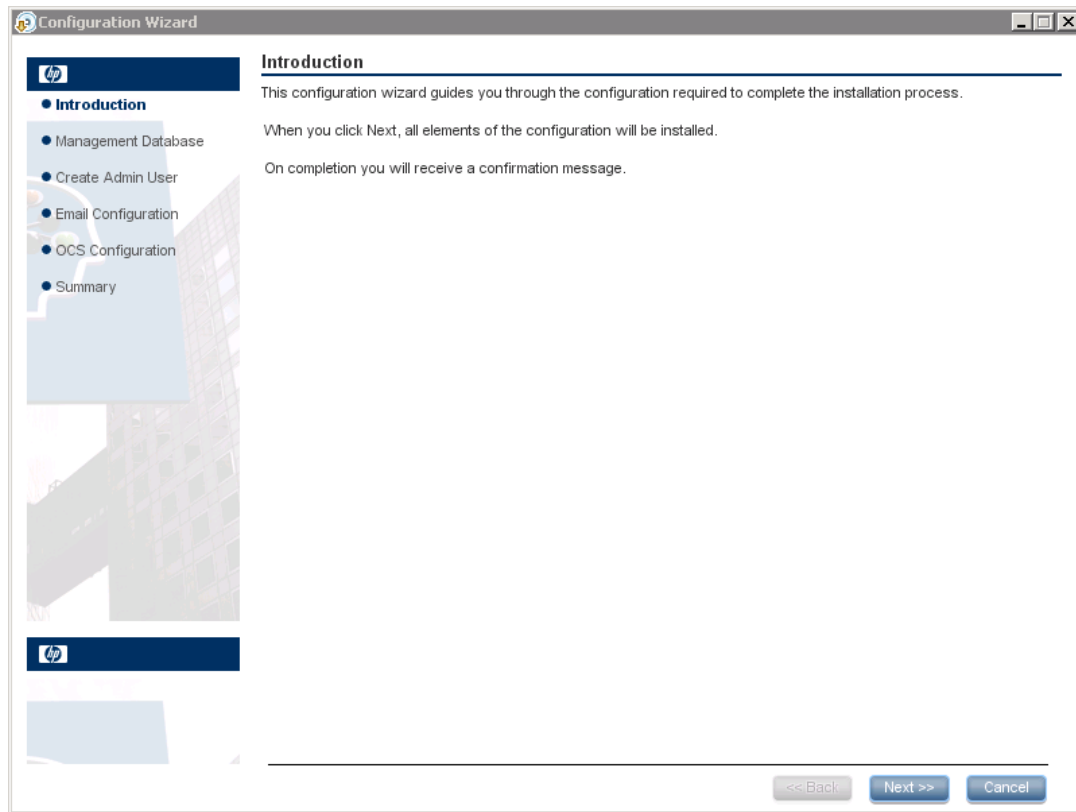 Configuration Wizard
hp
Introduction
Management Database
Create Admin User
Email Configuration
OCS Configuration
Summary
hp
Introduction
This configuration wizard guides you through the configuration required to complete the installation process.
When you click Next, all elements of the configuration will be installed.
On completion you will receive a confirmation message.
<< Back
Next >>
Cancel